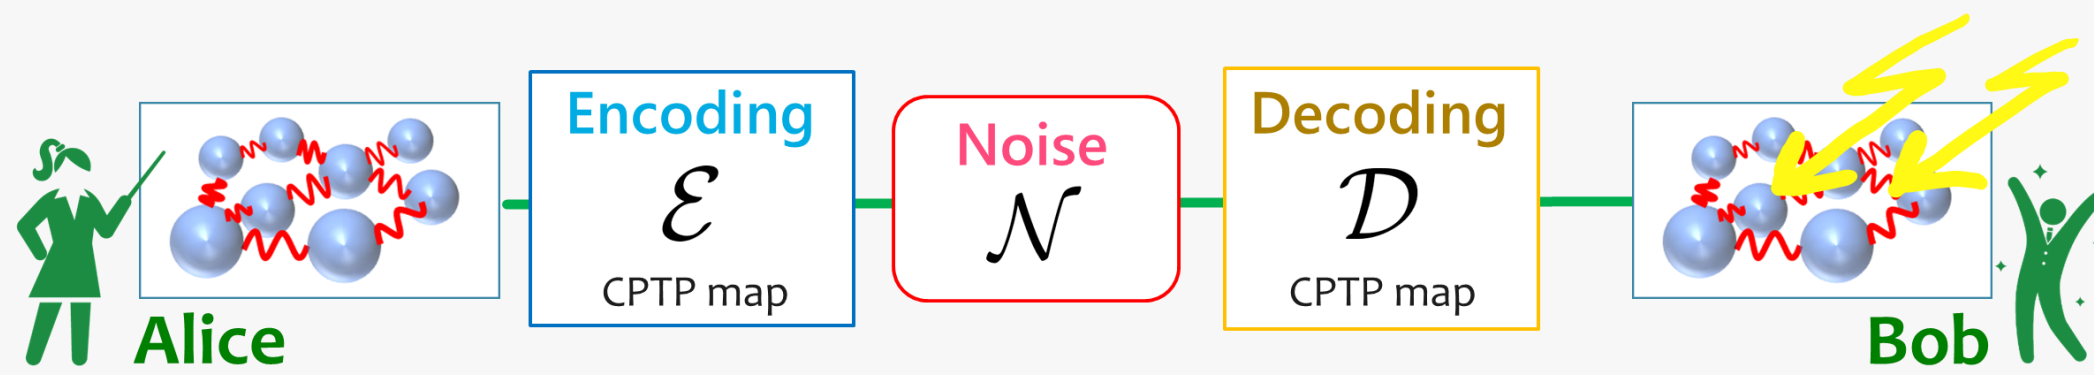 Alice
Encoding
ℰ
CPTP map
Noise
𝒩
Decoding
𝒟
CPTP map
Bob